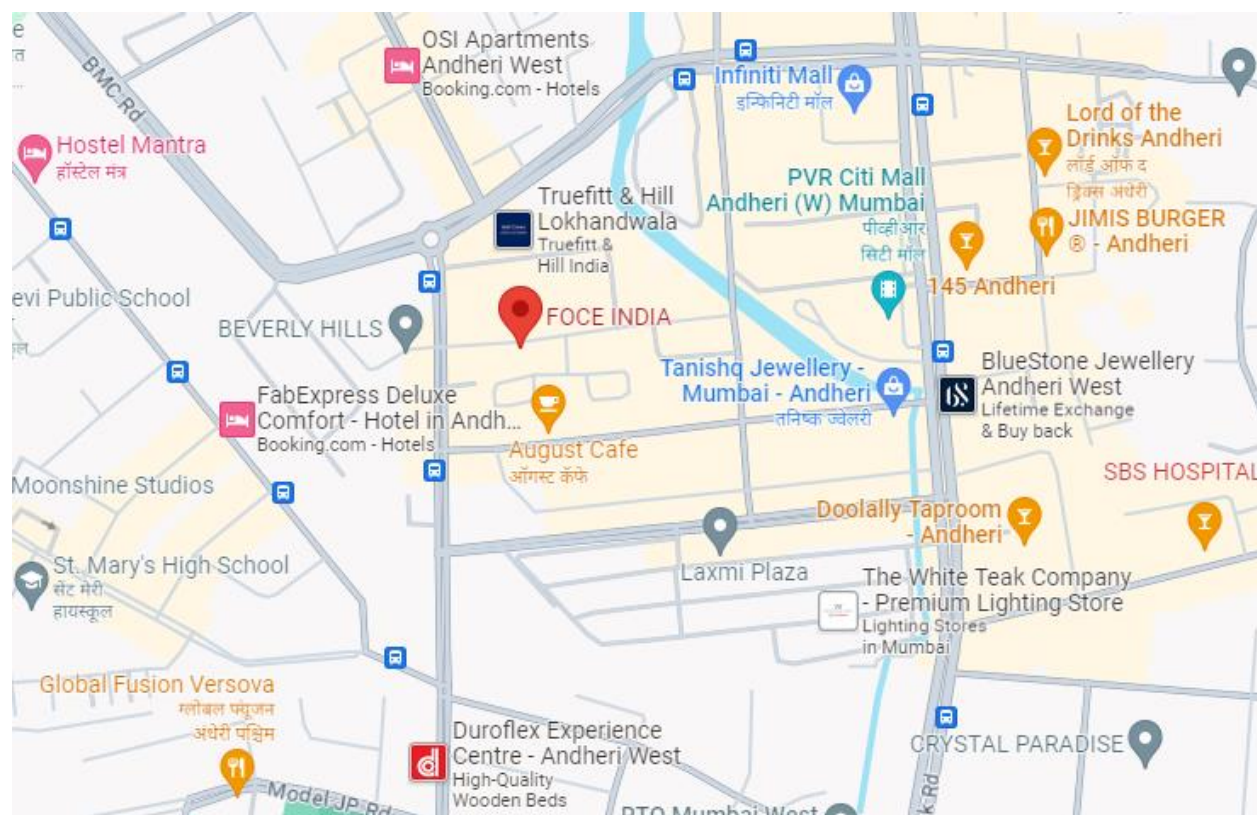 OSI Apartments
Andheri West
Booking.com - Hotels
BMC Rd
Infiniti Mall
इन्फिनिटी मॉल
Hostel Mantra
हॉस्टेल मंत्र
Lord of the
Drinks Andheri
लॉर्ड ऑफ द
ड्रिंक्स अंधेरी
Truefitt & Hill
Lokhandwala
Truefitt &
Hill India
PVR Citi Mall
Andheri (W) Mumbai
पीव्हीआर
सिटी मॉल
JIMIS BURGER
® - Andheri
145 Andheri
evi Public School
BEVERLY HILLS
FOCE INDIA
Tanishq Jewellery -
Mumbai - Andheri
तनिष्क ज्वेलरी
BlueStone Jewellery
Andheri West
Lifetime Exchange
& Buy back
FabExpress Deluxe
Comfort - Hotel in Andh...
Booking.com - Hotels
August Cafe
ऑगस्ट कॅफे
SBS HOSPITAL
Moonshine Studios
Doolally Taproom
- Andheri
St. Mary's High School
सेंट मेरी
हायस्कूल
Laxmi Plaza
The White Teak Company
- Premium Lighting Store
Lighting Stores
in Mumbai
Global Fusion Versova
ग्लोबल फ्यूजन
अंधेरी पश्चिम
Duroflex Experience
Centre - Andheri West
High-Quality
Wooden Beds
CRYSTAL PARADISE
Model JP Rd
RTO Mumbai West
k Rd